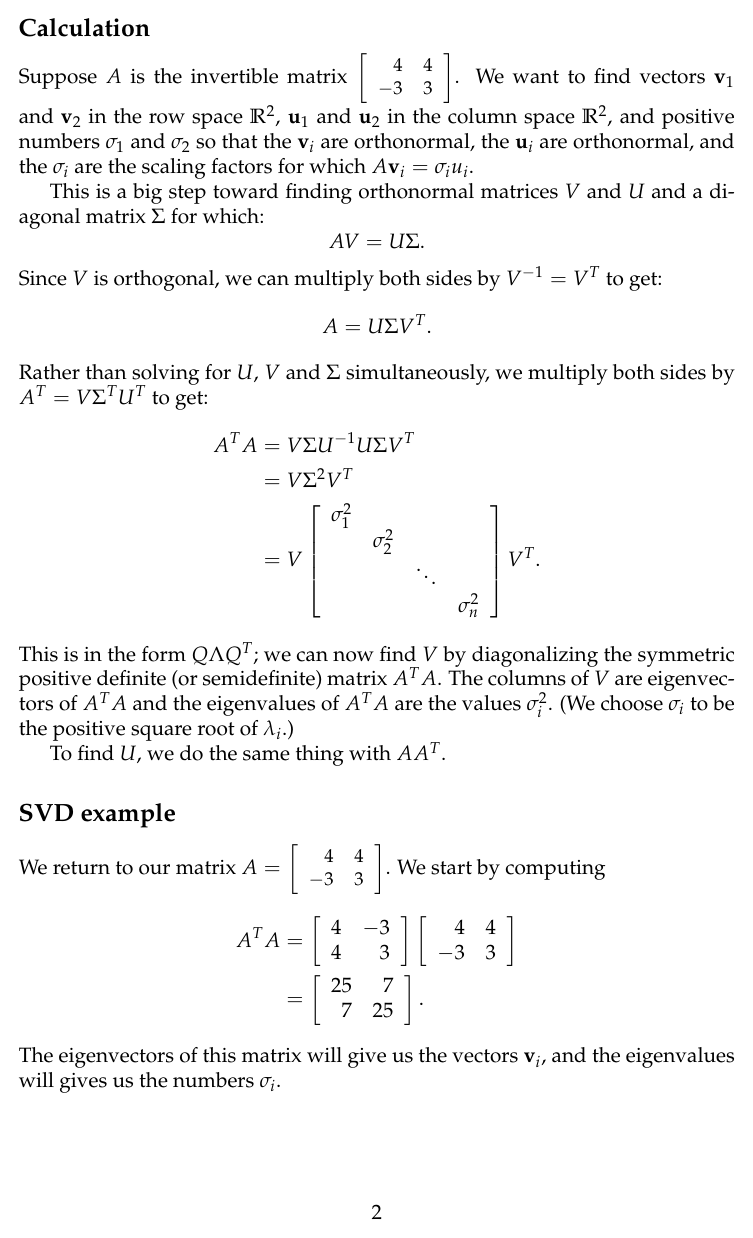 Calculation
Suppose A is the invertible matrix [ 4 4 ; −3 3 ]. We want to find vectors v₁
and v₂ in the row space ℝ², u₁ and u₂ in the column space ℝ², and positive
numbers σ₁ and σ₂ so that the vᵢ are orthonormal, the uᵢ are orthonormal, and
the σᵢ are the scaling factors for which Avᵢ = σᵢuᵢ.
This is a big step toward finding orthonormal matrices V and U and a di-
agonal matrix Σ for which:
AV = UΣ.
Since V is orthogonal, we can multiply both sides by V⁻¹ = Vᵀ to get:
A = UΣVᵀ.
Rather than solving for U, V and Σ simultaneously, we multiply both sides by
Aᵀ = VΣᵀUᵀ to get:
AᵀA = VΣU⁻¹UΣVᵀ
= VΣ²Vᵀ
= V [ σ₁² σ₂² ⋱ σₙ² ] Vᵀ.
This is in the form QΛQᵀ; we can now find V by diagonalizing the symmetric
positive definite (or semidefinite) matrix AᵀA. The columns of V are eigenvec-
tors of AᵀA and the eigenvalues of AᵀA are the values σᵢ². (We choose σᵢ to be
the positive square root of λᵢ.)
To find U, we do the same thing with AAᵀ.
SVD example
We return to our matrix A = [ 4 4 ; −3 3 ]. We start by computing
AᵀA = [ 4 −3 ; 4 3 ] [ 4 4 ; −3 3 ]
= [ 25 7 ; 7 25 ].
The eigenvectors of this matrix will give us the vectors vᵢ, and the eigenvalues
will gives us the numbers σᵢ.
2